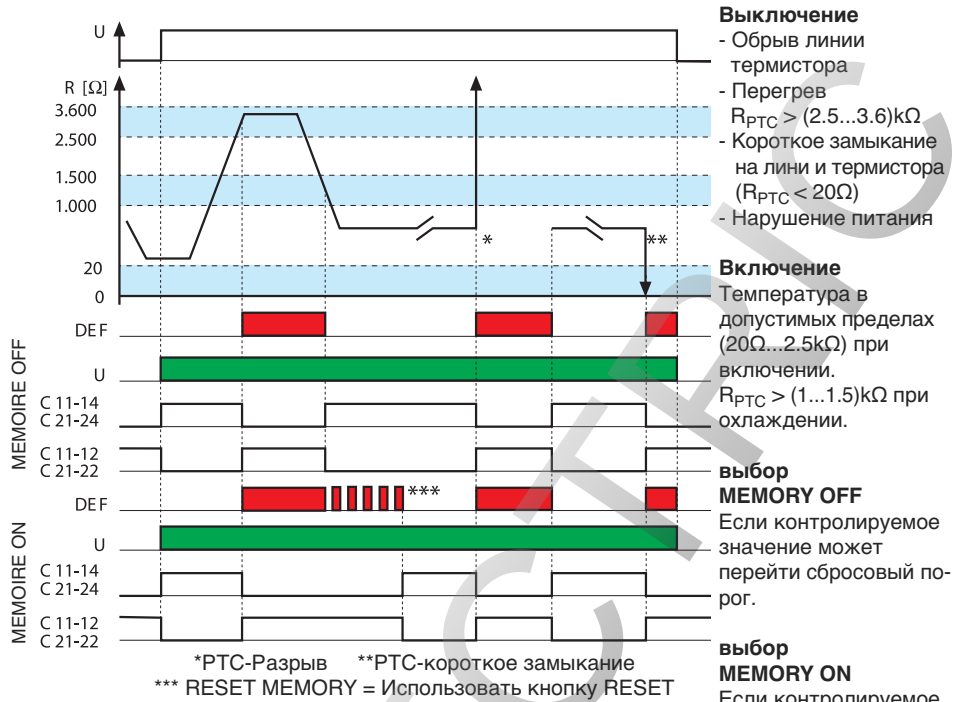 U
R [Ω]
3.600
2.500
1.500
1.000
20
0
*
**
MEMOIRE OFF
DEF
U
C 11-14
C 21-24
C 11-12
C 21-22
MEMOIRE ON
DEF
***
U
C 11-14
C 21-24
C 11-12
C 21-22
*PTC-Разрыв **PTC-короткое замыкание
*** RESET MEMORY = Использовать кнопку RESET
Выключение
- Обрыв линии
термистора
- Перегрев
RPTC > (2.5...3.6)kΩ
- Короткое замыкание
на лини и термистора
(RPTC < 20Ω)
- Нарушение питания
Включение
Температура в
допустимых пределах
(20Ω...2.5kΩ) при
включении.
RPTC > (1...1.5)kΩ при
охлаждении.
выбор
MEMORY OFF
Если контролируемое
значение может
перейти сбросовый по-
рог.
выбор
MEMORY ON
Если контролируемое
CTRIC